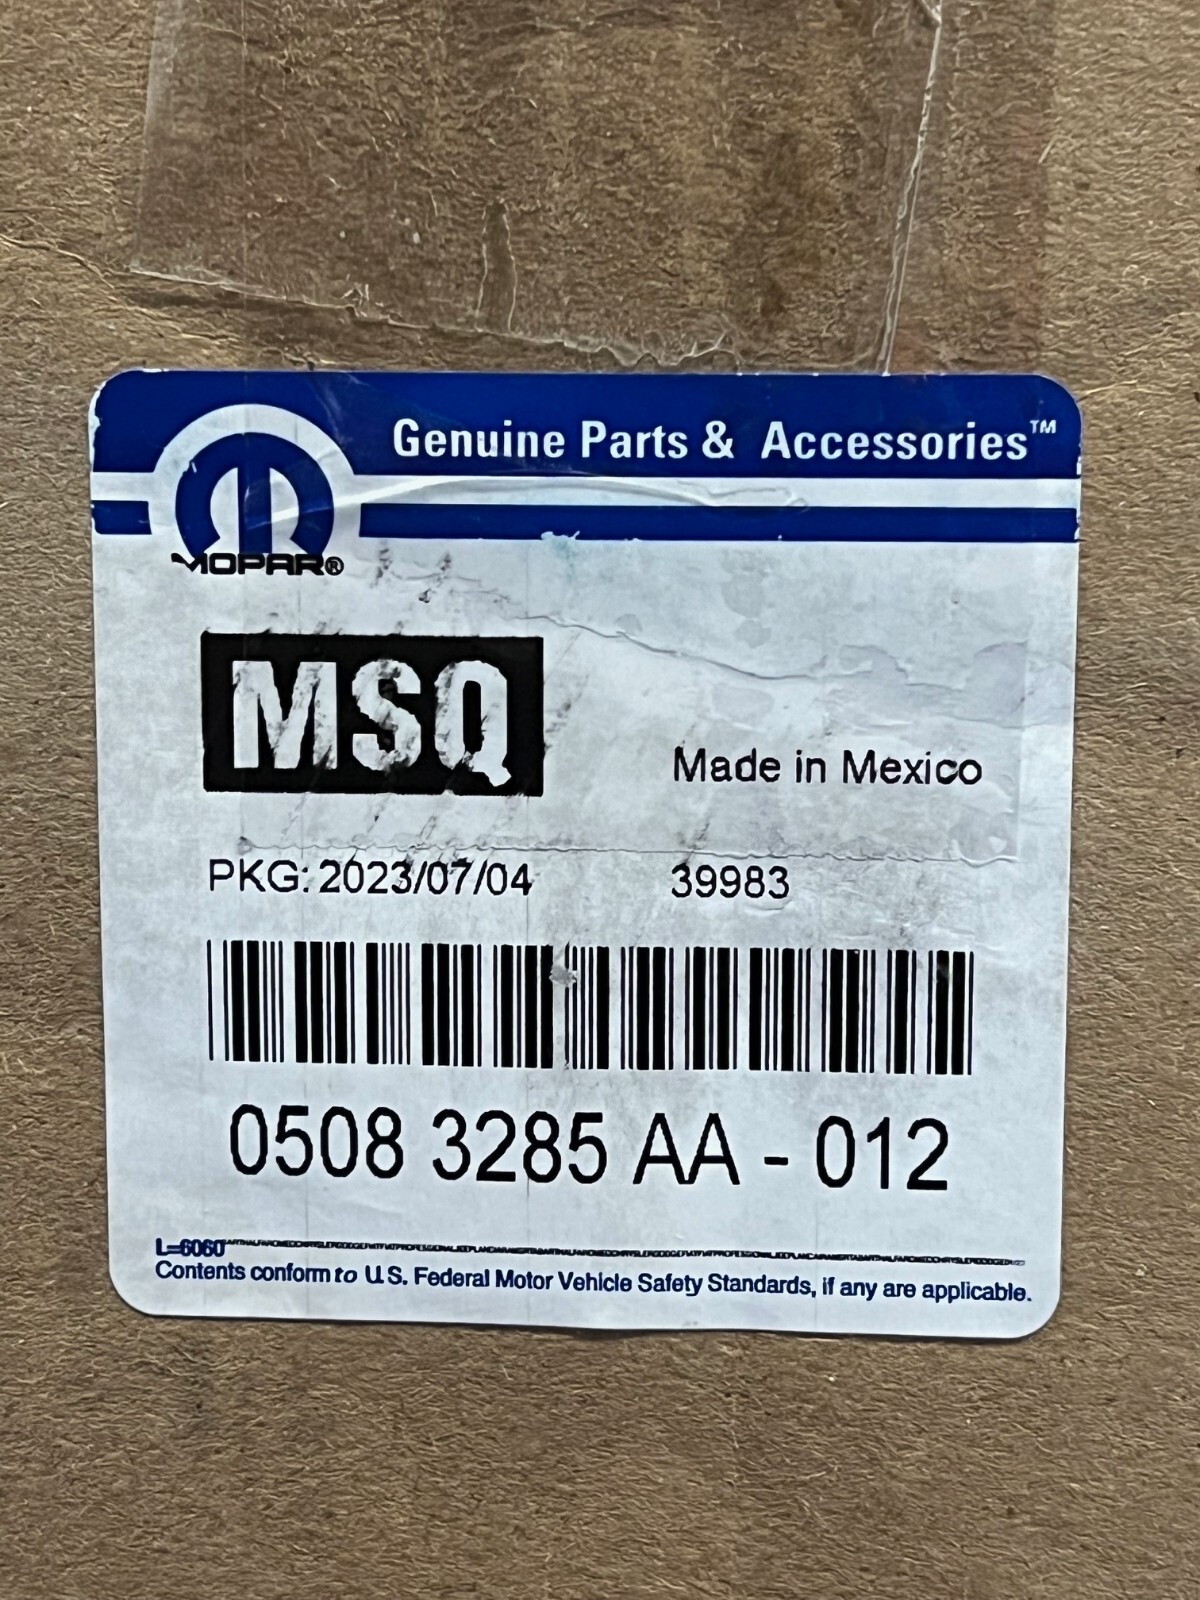 Genuine Parts & Accessories™
MOPAR®
MSQ
Made in Mexico
PKG: 2023/07/04 39983
0508 3285 AA - 012
L=6060
Contents conform to U.S. Federal Motor Vehicle Safety Standards, if any are applicable.